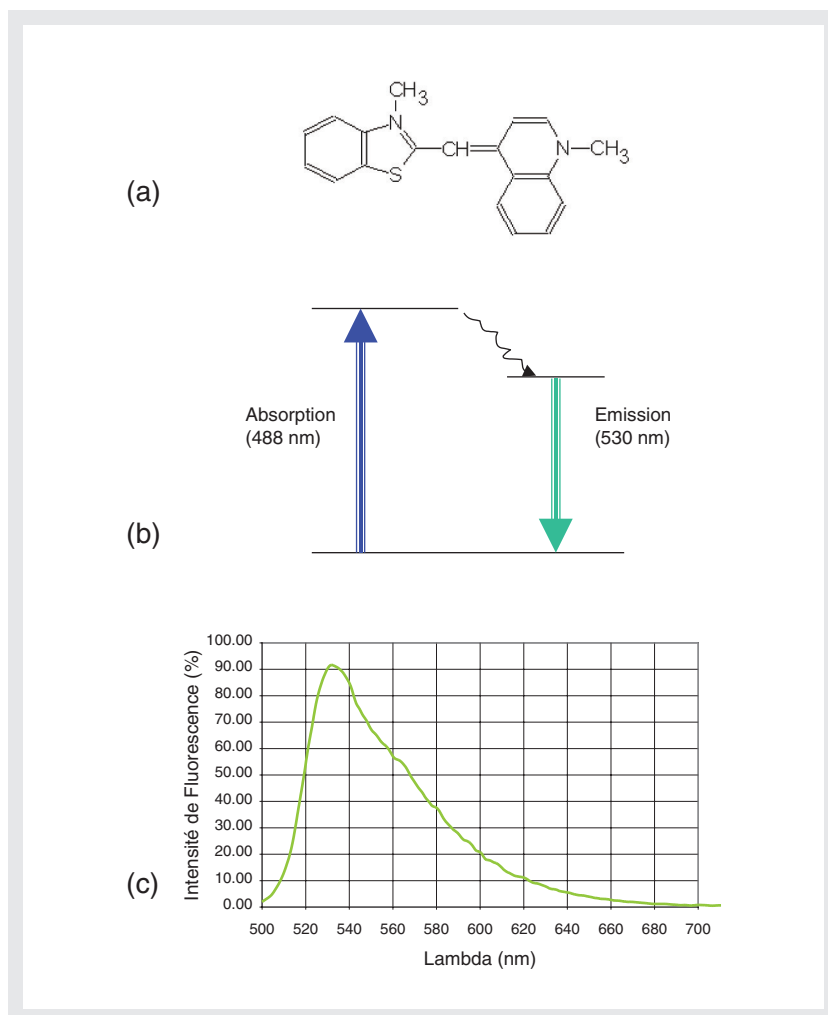 CH3
N
CH
S
N
CH3
(a)
Absorption
(488 nm)
Emission
(530 nm)
(b)
Intensité de Fluorescence (%)
100.00
90.00
80.00
70.00
60.00
50.00
40.00
30.00
20.00
10.00
0.00
(c)
500 520 540 560 580 600 620 640 660 680 700
Lambda (nm)